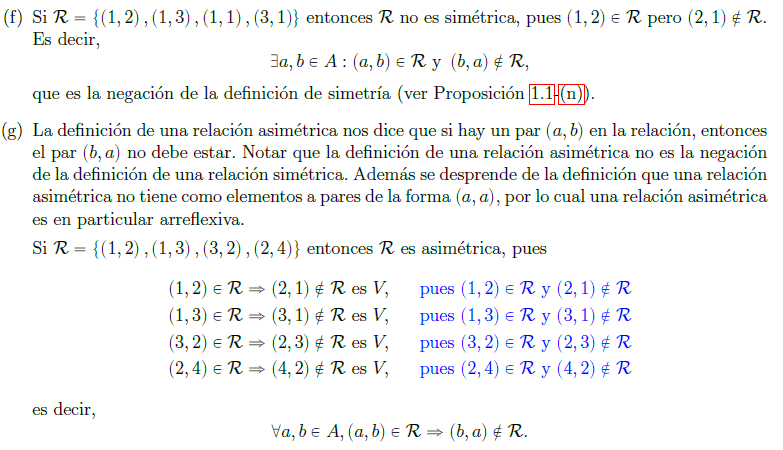 (f) Si ℛ = {(1, 2) , (1, 3) , (1, 1) , (3, 1)} entonces ℛ no es simétrica, pues (1, 2) ∈ ℛ pero (2, 1) ∉ ℛ.
Es decir,
∃a, b ∈ A : (a, b) ∈ ℛ y (b, a) ∉ ℛ,
que es la negación de la definición de simetría (ver Proposición 1.1-(n)).
(g) La definición de una relación asimétrica nos dice que si hay un par (a, b) en la relación, entonces
el par (b, a) no debe estar. Notar que la definición de una relación asimétrica no es la negación
de la definición de una relación simétrica. Además se desprende de la definición que una relación
asimétrica no tiene como elementos a pares de la forma (a, a), por lo cual una relación asimétrica
es en particular arreflexiva.
Si ℛ = {(1, 2) , (1, 3) , (3, 2) , (2, 4)} entonces ℛ es asimétrica, pues
(1, 2) ∈ ℛ ⇒ (2, 1) ∉ ℛ es V, pues (1, 2) ∈ ℛ y (2, 1) ∉ ℛ
(1, 3) ∈ ℛ ⇒ (3, 1) ∉ ℛ es V, pues (1, 3) ∈ ℛ y (3, 1) ∉ ℛ
(3, 2) ∈ ℛ ⇒ (2, 3) ∉ ℛ es V, pues (3, 2) ∈ ℛ y (2, 3) ∉ ℛ
(2, 4) ∈ ℛ ⇒ (4, 2) ∉ ℛ es V, pues (2, 4) ∈ ℛ y (4, 2) ∉ ℛ
es decir,
∀a, b ∈ A, (a, b) ∈ ℛ ⇒ (b, a) ∉ ℛ.